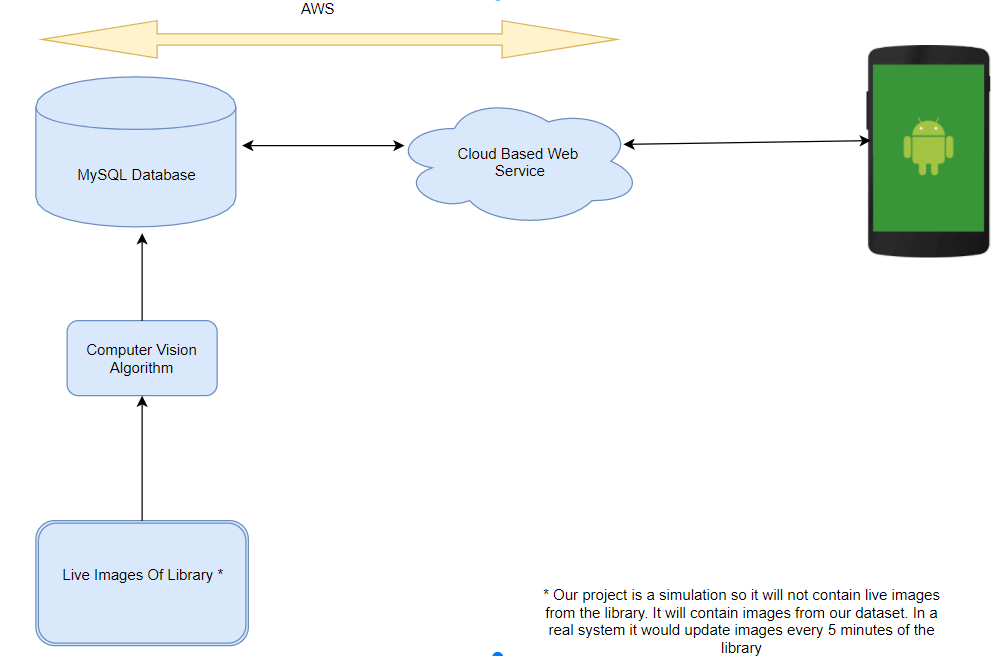 AWS
MySQL Database
Cloud Based Web
Service
Computer Vision
Algorithm
Live Images Of Library *
* Our project is a simulation so it will not contain live images
from the library. It will contain images from our dataset. In a
real system it would update images every 5 minutes of the
library